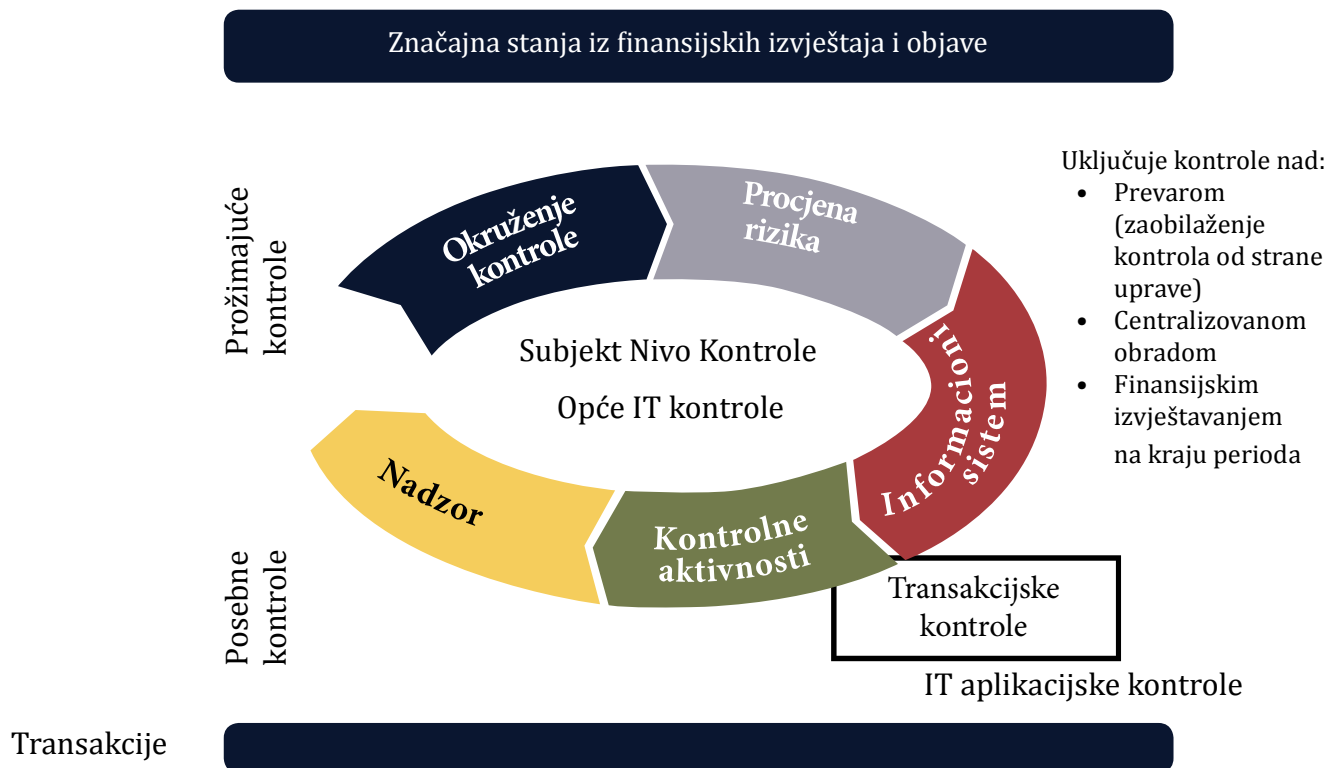 Značajna stanja iz finansijskih izvještaja i objave
Prožimajuće
kontrole
Okruženje
kontrole
Procjena
rizika
Informacioni
sistem
Kontrolne
aktivnosti
Nadzor
Subjekt Nivo Kontrole
Opće IT kontrole
Uključuje kontrole nad:
• Prevarom
(zaobilaženje
kontrola od strane
uprave)
• Centralizovanom
obradom
• Finansijskim
izvještavanjem
na kraju perioda
Posebne
kontrole
Transakcijske
kontrole
IT aplikacijske kontrole
Transakcije